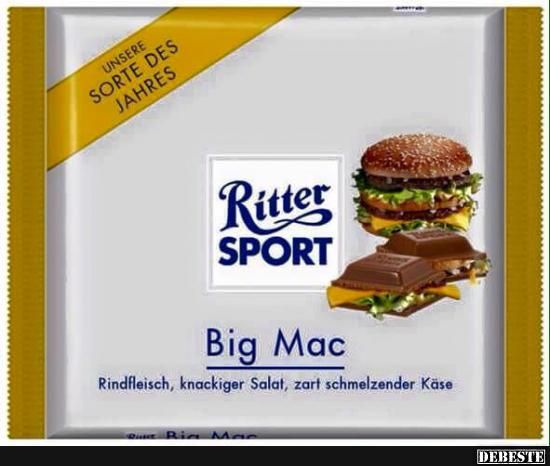 UNSERE
SORTE DES
JAHRES
Ritter
SPORT
Big Mac
Rindfleisch, knackiger Salat, zart schmelzender Käse
Big Mac
DEBESTE